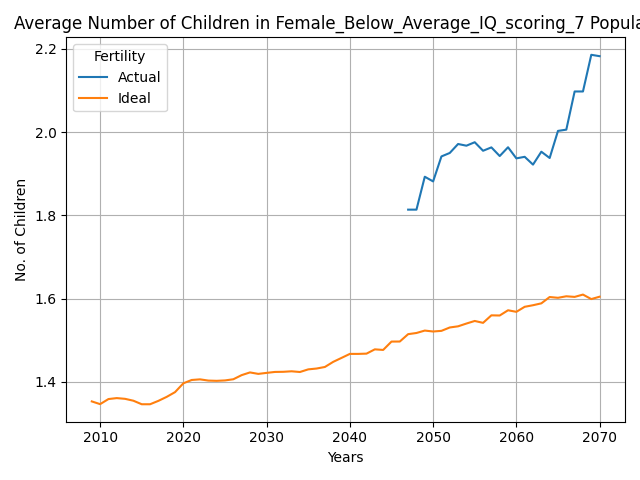 Average Number of Children in Female_Below_Average_IQ_scoring_7 Popula
Fertility
Actual
Ideal
2.2
2.0
1.8
1.6
1.4
No. of Children
2010 2020 2030 2040 2050 2060 2070
Years